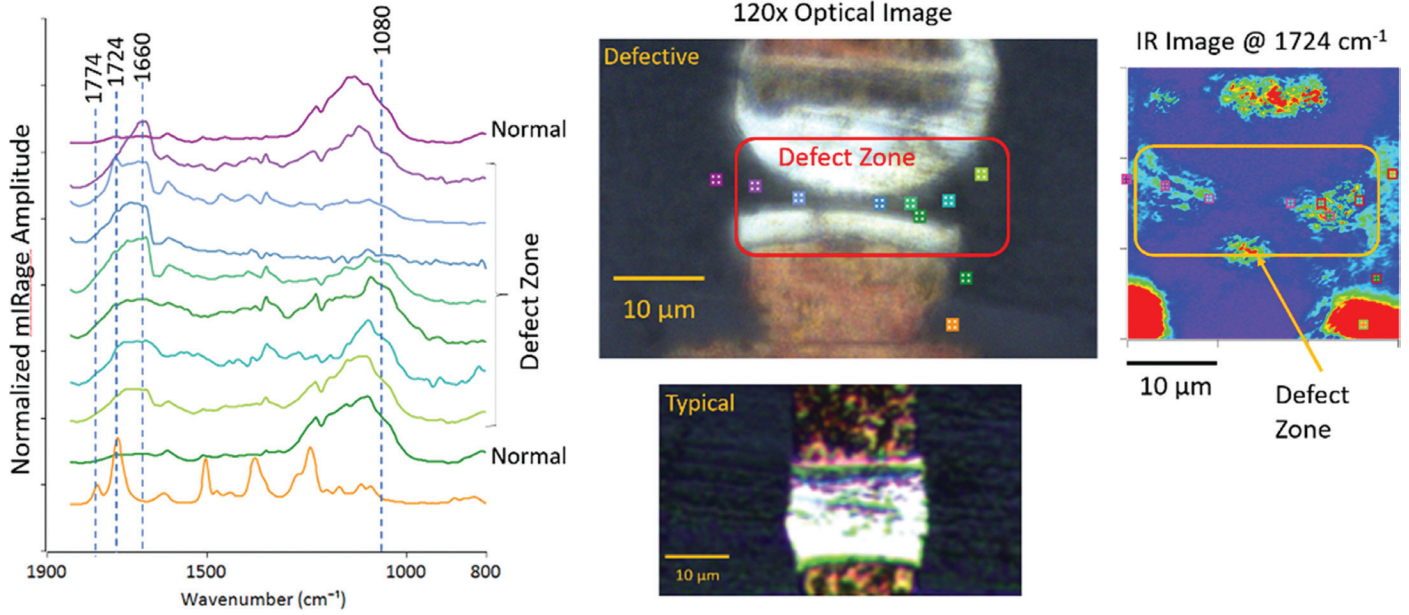 1774
1724
1660
1080
Normalized mIRage Amplitude
Normal
Defect Zone
Normal
1900
1500
1000
800
Wavenumber (cm⁻¹)
120x Optical Image
Defective
Defect Zone
10 µm
Typical
10 µm
IR Image @ 1724 cm⁻¹
10 µm
Defect
Zone